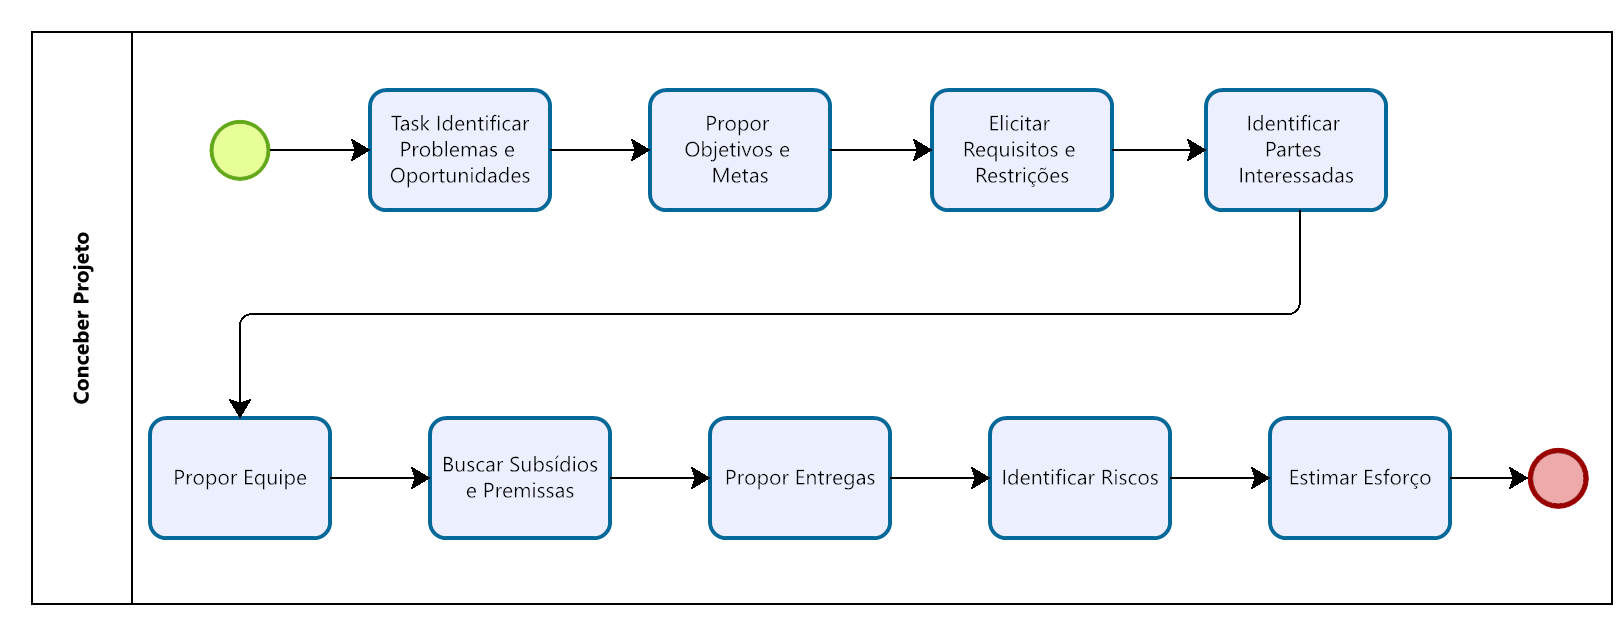 Conceber Projeto
Task Identificar
Problemas e
Oportunidades
Propor
Objetivos e
Metas
Elicitar
Requisitos e
Restrições
Identificar
Partes
Interessadas
Propor Equipe
Buscar Subsídios
e Premissas
Propor Entregas
Identificar Riscos
Estimar Esforço